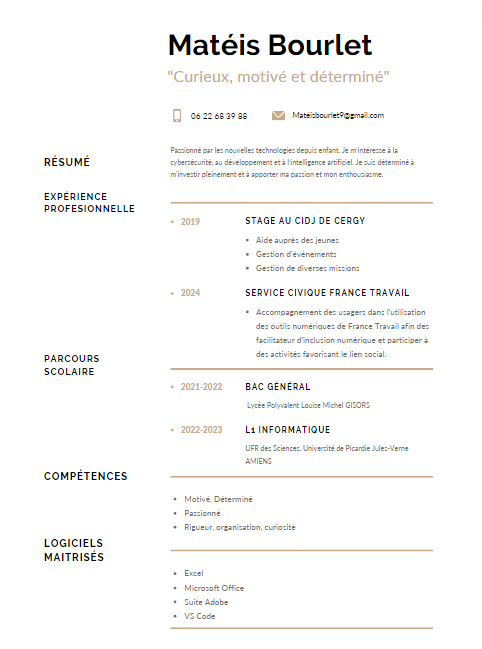 Matéis Bourlet
"Curieux, motivé et déterminé"
06 22 68 39 88
Matéisbourlet9@gmail.com
RÉSUMÉ
Passionné par les nouvelles technologies depuis enfant. Je m'intéresse à la
cybersécurité, au développement et à l'intelligence artificiel. Je suis déterminé à
m'investir pleinement et à apporter ma passion et mon enthousiasme.
EXPÉRIENCE
PROFESIONNELLE
2019
STAGE AU CIDJ DE CERGY
Aide auprès des jeunes
Gestion d'événements
Gestion de diverses missions
2024
SERVICE CIVIQUE FRANCE TRAVAIL
Accompagnement des usagers dans l'utilisation
des outils numériques de France Travail afin des
facilitateur d'inclusion numérique et participer à
des activités favorisant le lien social.
PARCOURS
SCOLAIRE
2021-2022
BAC GÉNÉRAL
Lycée Polyvalent Louise Michel GISORS
2022-2023
L1 INFORMATIQUE
UFR des Sciences, Université de Picardie Jules-Verne
AMIENS
COMPÉTENCES
Motivé, Déterminé
Passionné
Rigueur, organisation, curiosité
LOGICIELS
MAITRISÉS
Excel
Microsoft Office
Suite Adobe
VS Code